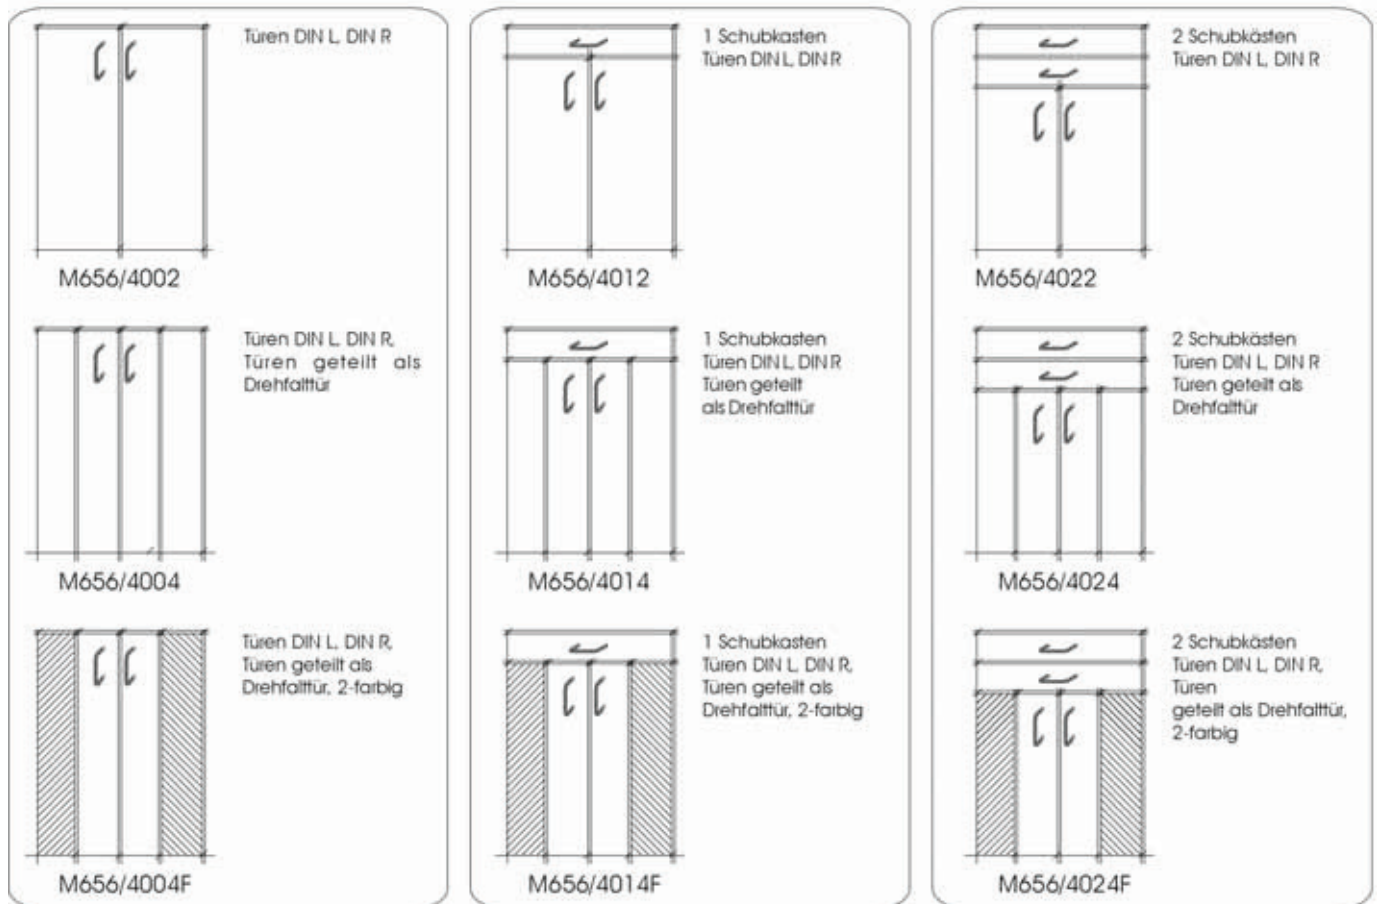 Türen DIN L, DIN R
M656/4002
Türen DIN L, DIN R,
Türen geteilt als
Drehfalttür
M656/4004
Türen DIN L, DIN R,
Türen geteilt als
Drehfalttür, 2-farbig
M656/4004F
1 Schubkasten
Türen DIN L, DIN R
M656/4012
1 Schubkasten
Türen DIN L, DIN R
Türen geteilt
als Drehfalttür
M656/4014
1 Schubkasten
Türen DIN L, DIN R,
Türen geteilt als
Drehfalttür, 2-farbig
M656/4014F
2 Schubkästen
Türen DIN L, DIN R
M656/4022
2 Schubkästen
Türen DIN L, DIN R
Türen geteilt als
Drehfalttür
M656/4024
2 Schubkästen
Türen DIN L, DIN R,
Türen
geteilt als Drehfalttür,
2-farbig
M656/4024F